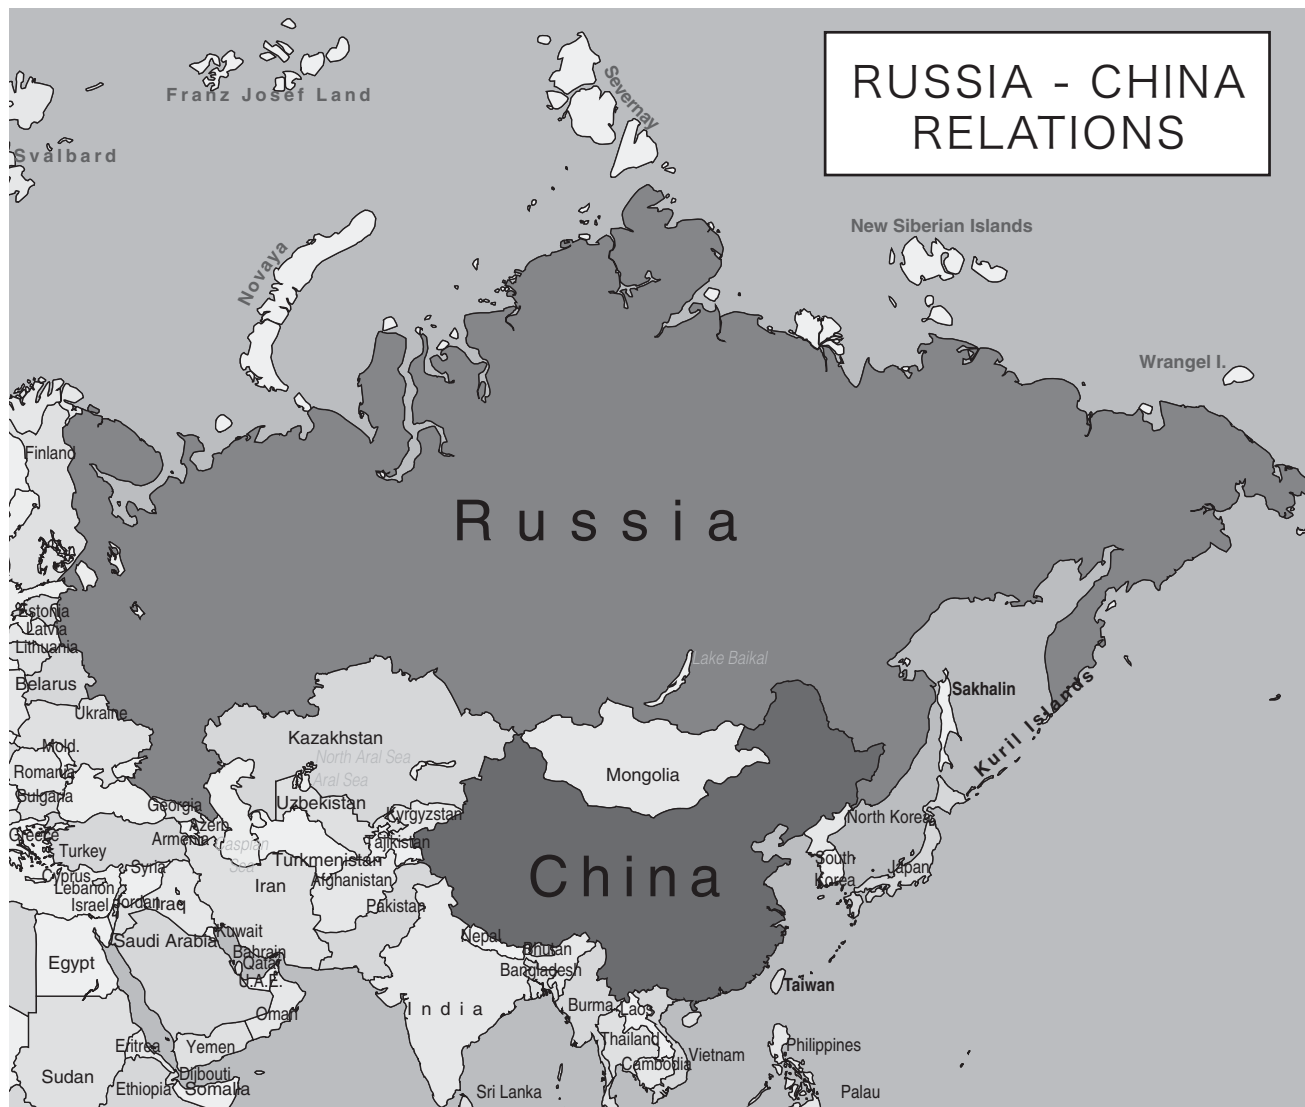 RUSSIA - CHINA
RELATIONS
Franz Josef Land
Severnay
Svalbard
Novaya
New Siberian Islands
Wrangel I.
Finland
Russia
Estonia
Latvia
Lithuania
Belarus
Lake Baikal
Sakhalin
Kuril Islands
Ukraine
Kazakhstan
Mold.
North Aral Sea
Romania
Aral Sea
Mongolia
Bulgaria
Georgia
Uzbekistan
Kyrgyzstan
North Korea
Greece
Azerb.
Armenia
Turkey
Caspian
Sea
Tajikistan
Turkmenistan
South
Korea
Japan
Syria
Cyprus
Lebanon
Iran
Afghanistan
China
Israel
Jordan
Iraq
Pakistan
Kuwait
Saudi Arabia
Nepal
Bhutan
Bahrain
Qatar
Egypt
Bangladesh
U.A.E.
Taiwan
India
Burma
Laos
Oman
Thailand
Eritrea
Yemen
Philippines
Vietnam
Cambodia
Sudan
Djibouti
Ethiopia
Somalia
Sri Lanka
Palau